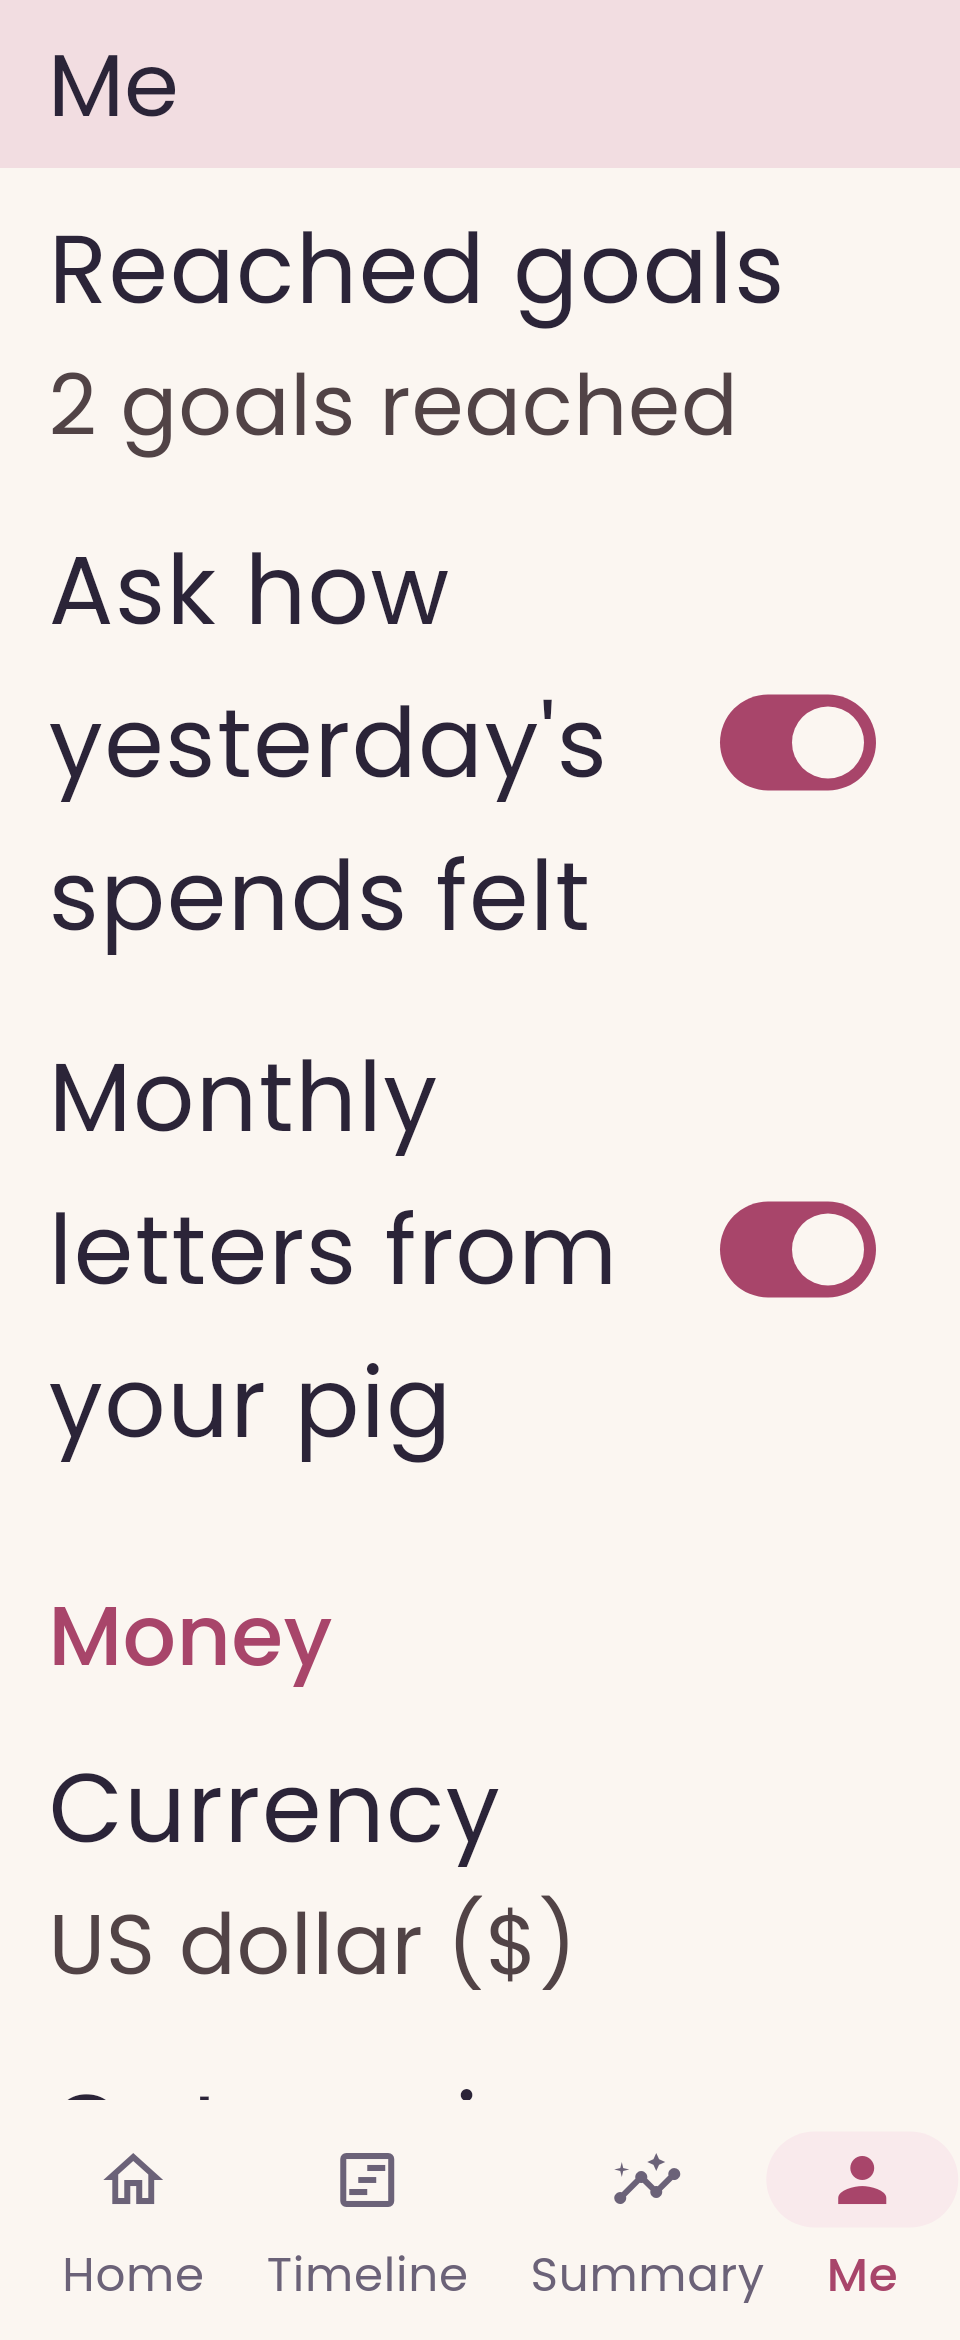 Me
Reached goals
2 goals reached
Ask how
yesterday's
spends felt
Monthly
letters from
your pig
Money
Currency
US dollar ($)
Home
Timeline
Summary
Me